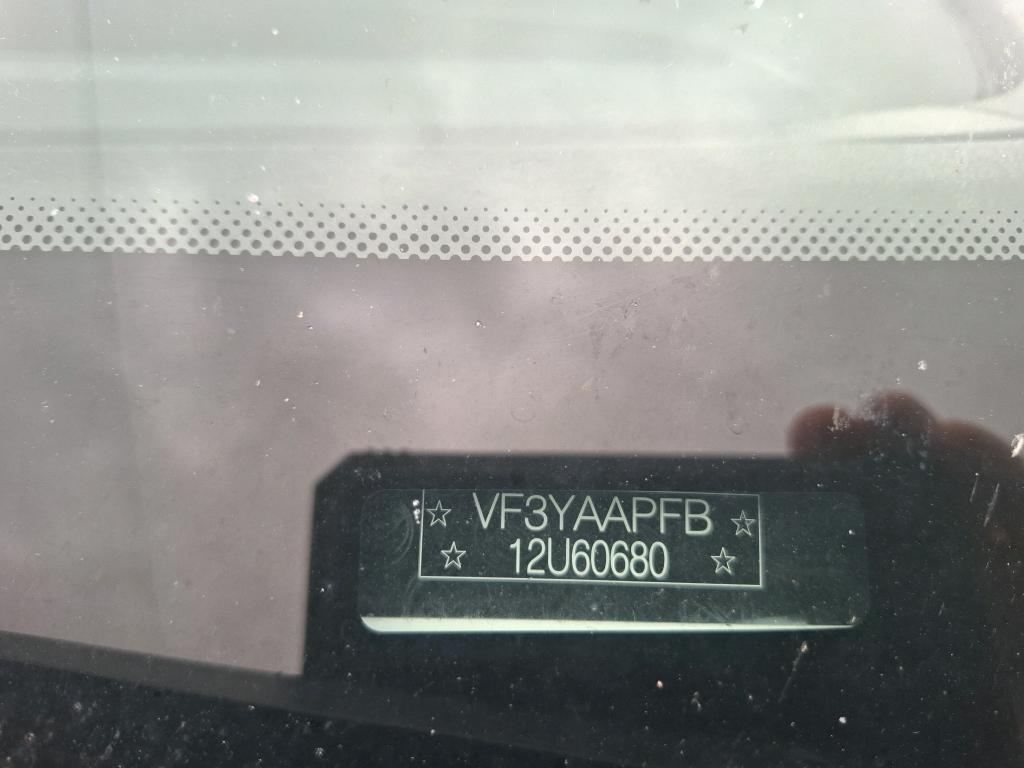 ☆ VF3YAAPFB ☆
☆ 12U60680 ☆